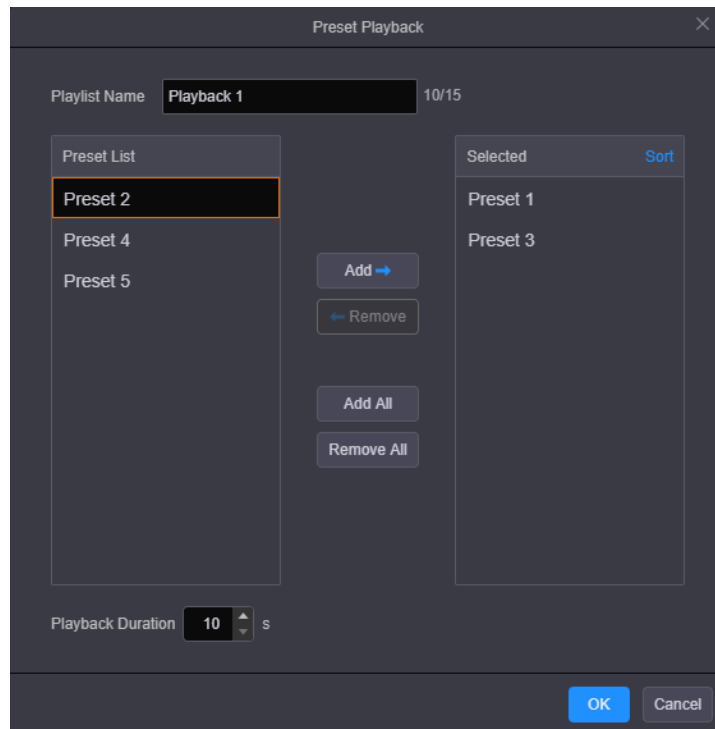 Preset Playback
Playlist Name Playback 1 10/15
Preset List
Preset 2
Preset 4
Preset 5
Add
Remove
Add All
Remove All
Selected Sort
Preset 1
Preset 3
Playback Duration 10 s
OK Cancel